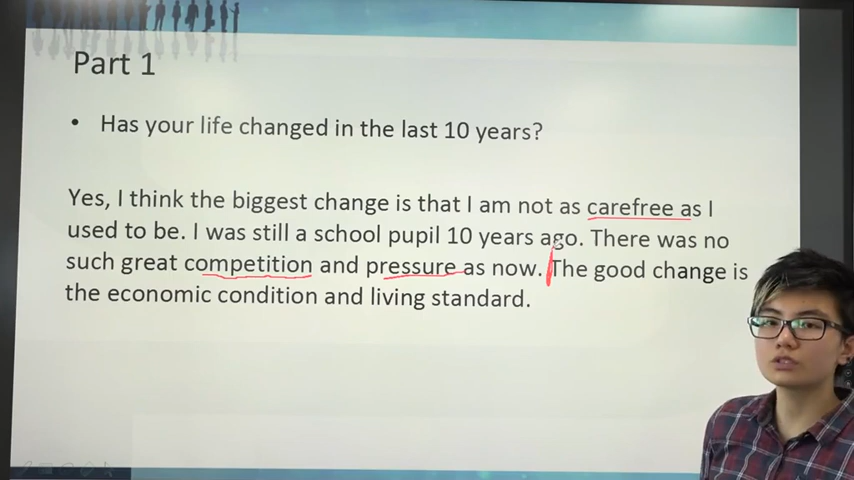 Part 1
• Has your life changed in the last 10 years?
Yes, I think the biggest change is that I am not as carefree as I
used to be. I was still a school pupil 10 years ago. There was no
such great competition and pressure as now. The good change is
the economic condition and living standard.